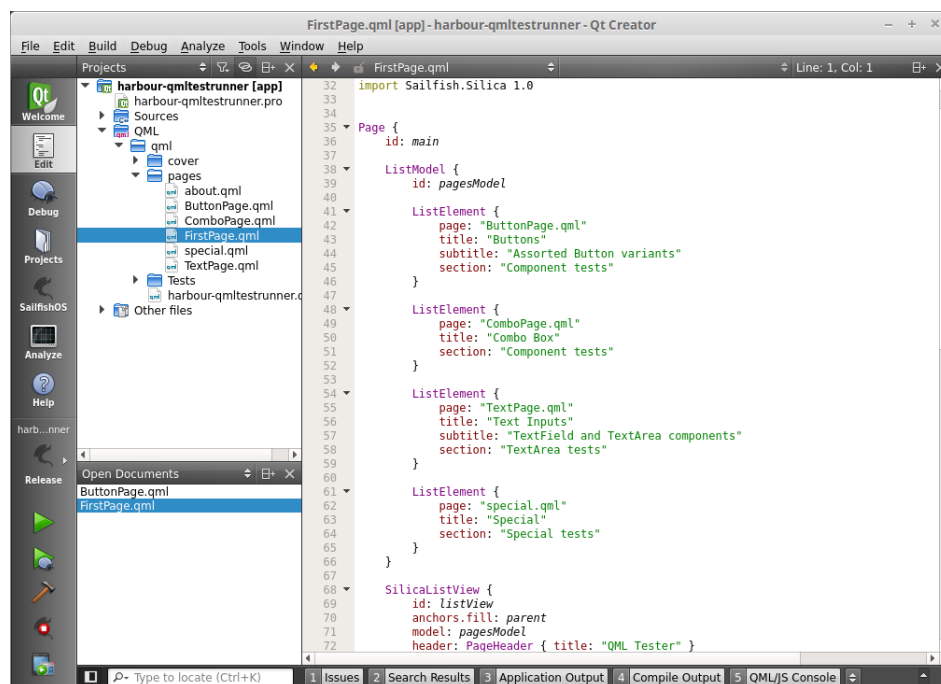 FirstPage.qml [app] - harbour-qmltestrunner - Qt Creator
File Edit Build Debug Analyze Tools Window Help
Projects
FirstPage.qml
Line: 1, Col: 1
Welcome
Edit
Debug
Projects
SailfishOS
Analyze
Help
harb...nner
Release
harbour-qmltestrunner [app]
harbour-qmltestrunner.pro
Sources
QML
qml
cover
pages
about.qml
ButtonPage.qml
ComboPage.qml
FirstPage.qml
special.qml
TextPage.qml
Tests
harbour-qmltestrunner.c
Other files
Open Documents
ButtonPage.qml
FirstPage.qml
32 import Sailfish.Silica 1.0
33
34
35 Page {
36 id: main
37
38 ListModel {
39 id: pagesModel
40
41 ListElement {
42 page: "ButtonPage.qml"
43 title: "Buttons"
44 subtitle: "Assorted Button variants"
45 section: "Component tests"
46 }
47
48 ListElement {
49 page: "ComboPage.qml"
50 title: "Combo Box"
51 section: "Component tests"
52 }
53
54 ListElement {
55 page: "TextPage.qml"
56 title: "Text Inputs"
57 subtitle: "TextField and TextArea components"
58 section: "TextArea tests"
59 }
60
61 ListElement {
62 page: "special.qml"
63 title: "Special"
64 section: "Special tests"
65 }
66 }
67
68 SilicaListView {
69 id: listView
70 anchors.fill: parent
71 model: pagesModel
72 header: PageHeader { title: "QML Tester" }
Type to locate (Ctrl+K)
1 Issues 2 Search Results 3 Application Output 4 Compile Output 5 QML/JS Console